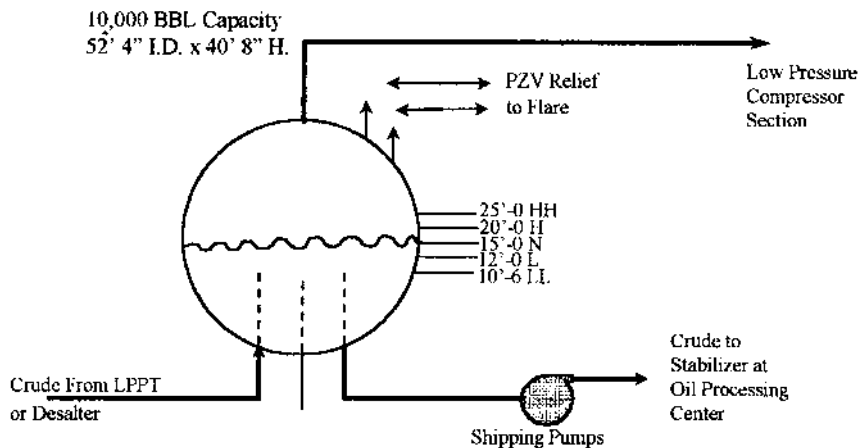 10,000 BBL Capacity
52' 4" I.D. x 40' 8" H.
PZV Relief
to Flare
Low Pressure
Compressor
Section
25'-0 HH
20'-0 H
15'-0 N
12'-0 L
10'-6 LL
Crude From LPPT
or Desalter
Crude to
Stabilizer at
Oil Processing
Center
Shipping Pumps